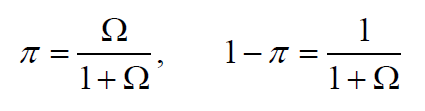 π = Ω / (1 + Ω), 1 − π = 1 / (1 + Ω)